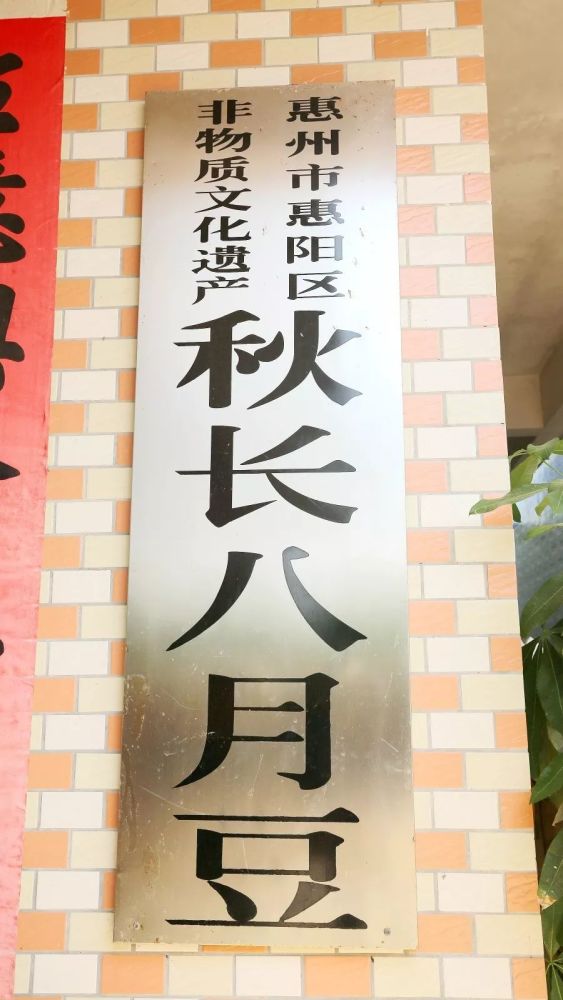 惠州市惠阳区
非物质文化遗产
秋长八月豆